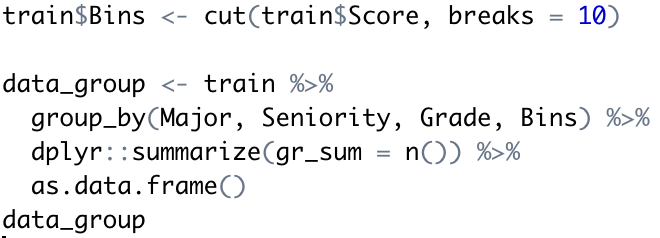 train$Bins <- cut(train$Score, breaks = 10)
data_group <- train %>%
group_by(Major, Seniority, Grade, Bins) %>%
dplyr::summarize(gr_sum = n()) %>%
as.data.frame()
data_group